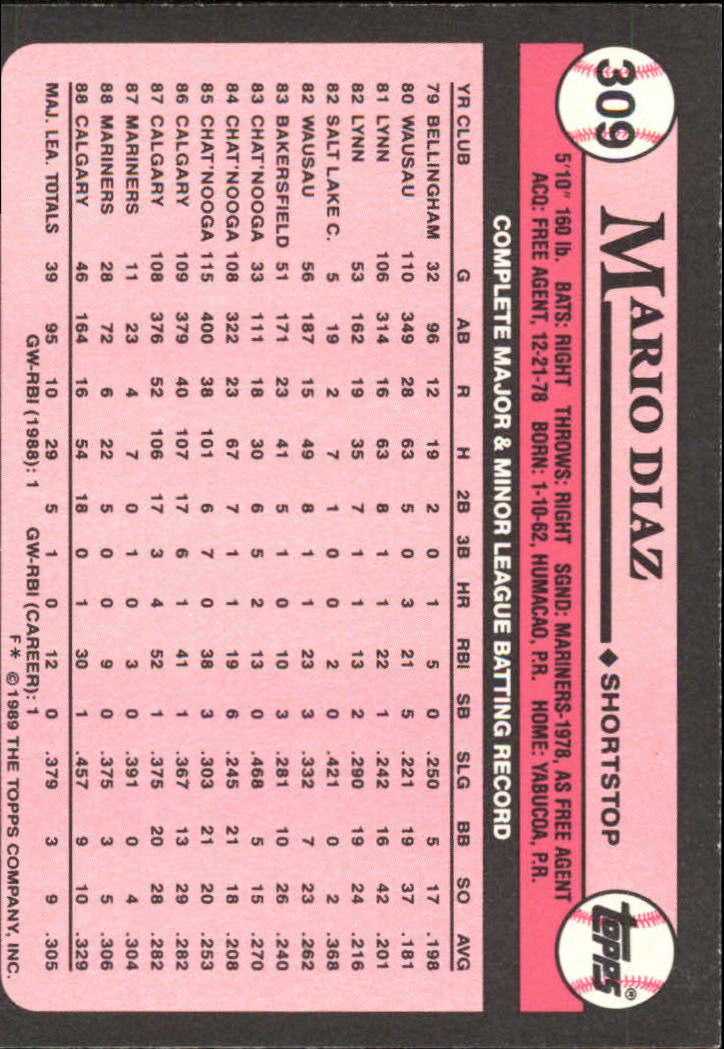 309
MARIO DIAZ ♦ SHORTSTOP
topps®
5'10" 160 lb. BATS: RIGHT THROWS: RIGHT SGND: MARINERS-1978, AS FREE AGENT
ACQ: FREE AGENT, 12-21-78 BORN: 1-10-62, HUMACAO, P.R. HOME: YABUCOA, P.R.
COMPLETE MAJOR & MINOR LEAGUE BATTING RECORD
YR CLUB G AB R H 2B 3B HR RBI SB SLG BB SO AVG
79 BELLINGHAM 32 96 12 19 2 0 1 5 0 .250 5 17 .198
80 WAUSAU 110 349 28 63 5 0 3 21 5 .221 19 37 .181
81 LYNN 106 314 16 63 8 1 1 22 1 .242 16 42 .201
82 LYNN 53 162 19 35 7 1 1 13 2 .290 19 24 .216
82 SALT LAKE C. 5 19 2 7 1 0 0 2 0 .421 0 2 .368
82 WAUSAU 56 187 15 49 8 1 1 23 3 .332 7 23 .262
83 BAKERSFIELD 51 171 23 41 5 1 0 10 3 .281 10 26 .240
83 CHAT'NOOGA 33 111 18 30 6 5 2 13 0 .468 5 15 .270
84 CHAT'NOOGA 108 322 23 67 7 1 1 19 6 .245 21 18 .208
85 CHAT'NOOGA 115 400 38 101 6 7 0 38 3 .303 21 20 .253
86 CALGARY 109 379 40 107 17 6 1 41 1 .367 13 29 .282
87 CALGARY 108 376 52 106 17 3 4 52 1 .375 20 28 .282
87 MARINERS 11 23 4 7 0 1 0 3 0 .391 0 4 .304
88 MARINERS 28 72 6 22 5 0 0 9 0 .375 3 5 .306
88 CALGARY 46 164 16 54 18 0 1 30 1 .457 9 10 .329
MAJ. LEA. TOTALS 39 95 10 29 5 1 0 12 0 .379 3 9 .305
GW-RBI (1988): 1 GW-RBI (CAREER): 1
F* ©1989 THE TOPPS COMPANY, INC.